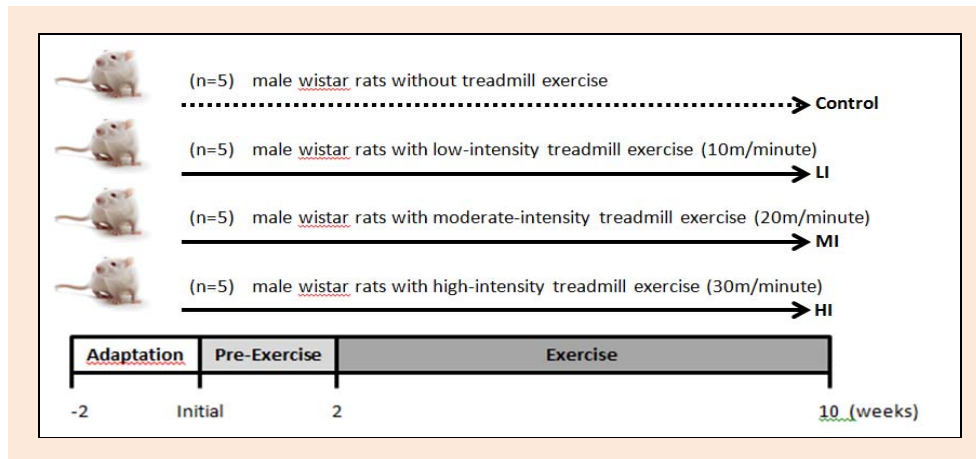 (n=5) male wistar rats without treadmill exercise
Control
(n=5) male wistar rats with low-intensity treadmill exercise (10m/minute)
LI
(n=5) male wistar rats with moderate-intensity treadmill exercise (20m/minute)
MI
(n=5) male wistar rats with high-intensity treadmill exercise (30m/minute)
HI
Adaptation Pre-Exercise Exercise
-2 Initial 2 10 (weeks)